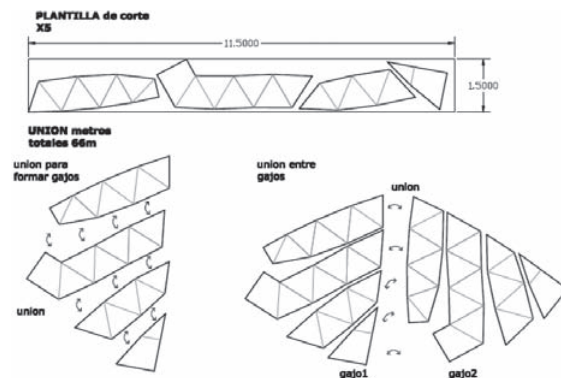 PLANTILLA de corte
X5
11.5000
1.5000
UNION metros
totales 66m
union para
formar gajos
union entre
gajos
union
union
gajo1
gajo2